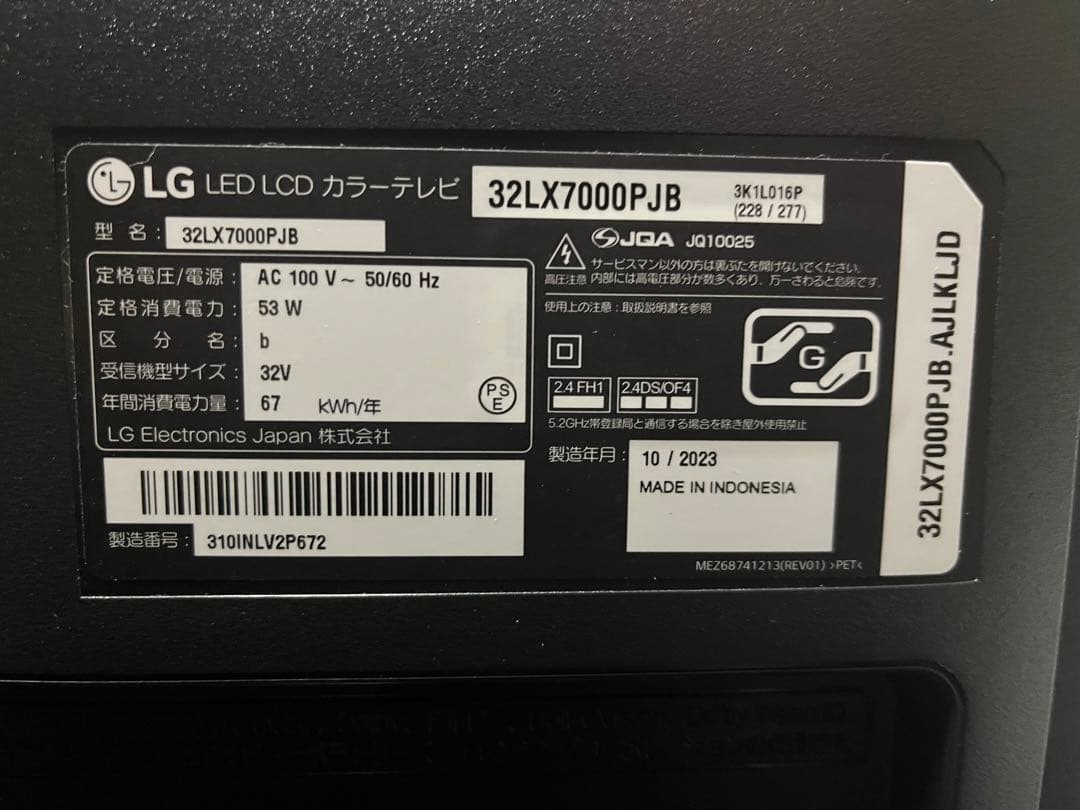 LG LED LCD カラーテレビ 32LX7000PJB 3K1L016P
(228 / 277)
型 名 : 32LX7000PJB
定格電圧/電源 : AC 100 V ~ 50/60 Hz
定格消費電力 : 53 W
区 分 名 : b
受信機型サイズ : 32V
年間消費電力量 : 67 kWh/年
PS
E
LG Electronics Japan 株式会社
製造番号 : 310INLV2P672
JQA JQ10025
サービスマン以外の方は裏ぶたを開けないでください。
高圧注意 内部には高電圧部分が数多くあり、万一さわると危険です。
使用上の注意 : 取扱説明書を参照
G
2.4 FH1 2.4DS/OF4
5.2GHz帯登録局と通信する場合を除き屋外使用禁止
製造年月 : 10 / 2023
MADE IN INDONESIA
MEZ68741213(REV01) >PET<
32LX7000PJB.AJLKLJD